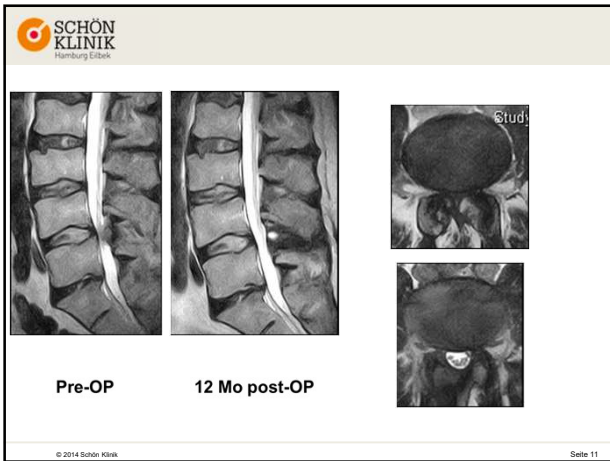 SCHÖN
KLINIK
Hamburg Eilbek
Study
Pre-OP
12 Mo post-OP
© 2014 Schön Klinik
Seite 11